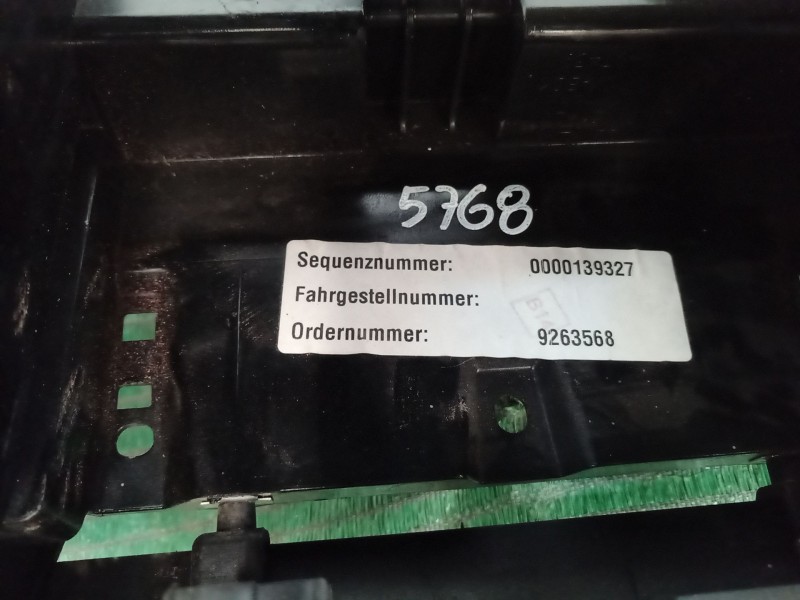 5768
Sequenznummer: 0000139327
Fahrgestellnummer:
Ordernummer: 9263568